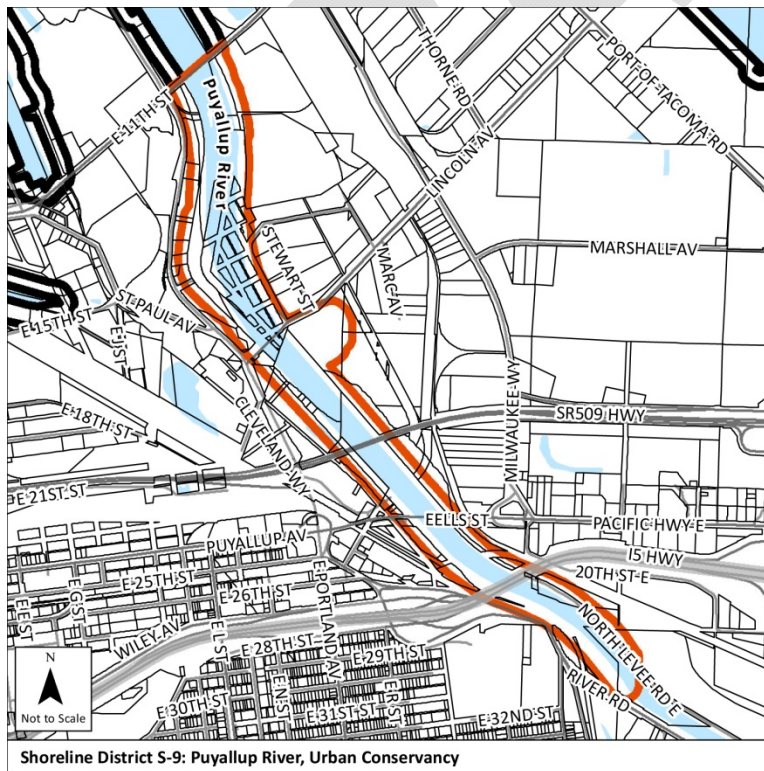 THORNE RD
PORT OF TACOMA RD
E 11TH ST
Puyallup River
LINCOLN AV
STEWART ST
MARC AV
MARSHALL AV
E 15TH ST
ST PAUL AV
E J ST
E 18TH ST
CLEVELAND WY
MILWAUKEE WY
SR509 HWY
E 21ST ST
EELLS ST
PACIFIC HWY E
PUYALLUP AV
I5 HWY
20TH ST E
E 25TH ST
E 26TH ST
E PORTLAND AV
E E ST
E G ST
WILEY AV
E L ST
E 28TH ST
E 29TH ST
NORTH LEVEE RD E
RIVER RD
N
Not to Scale
E N ST
E R ST
E 30TH ST
E 31ST ST
E 32ND ST
Shoreline District S-9: Puyallup River, Urban Conservancy